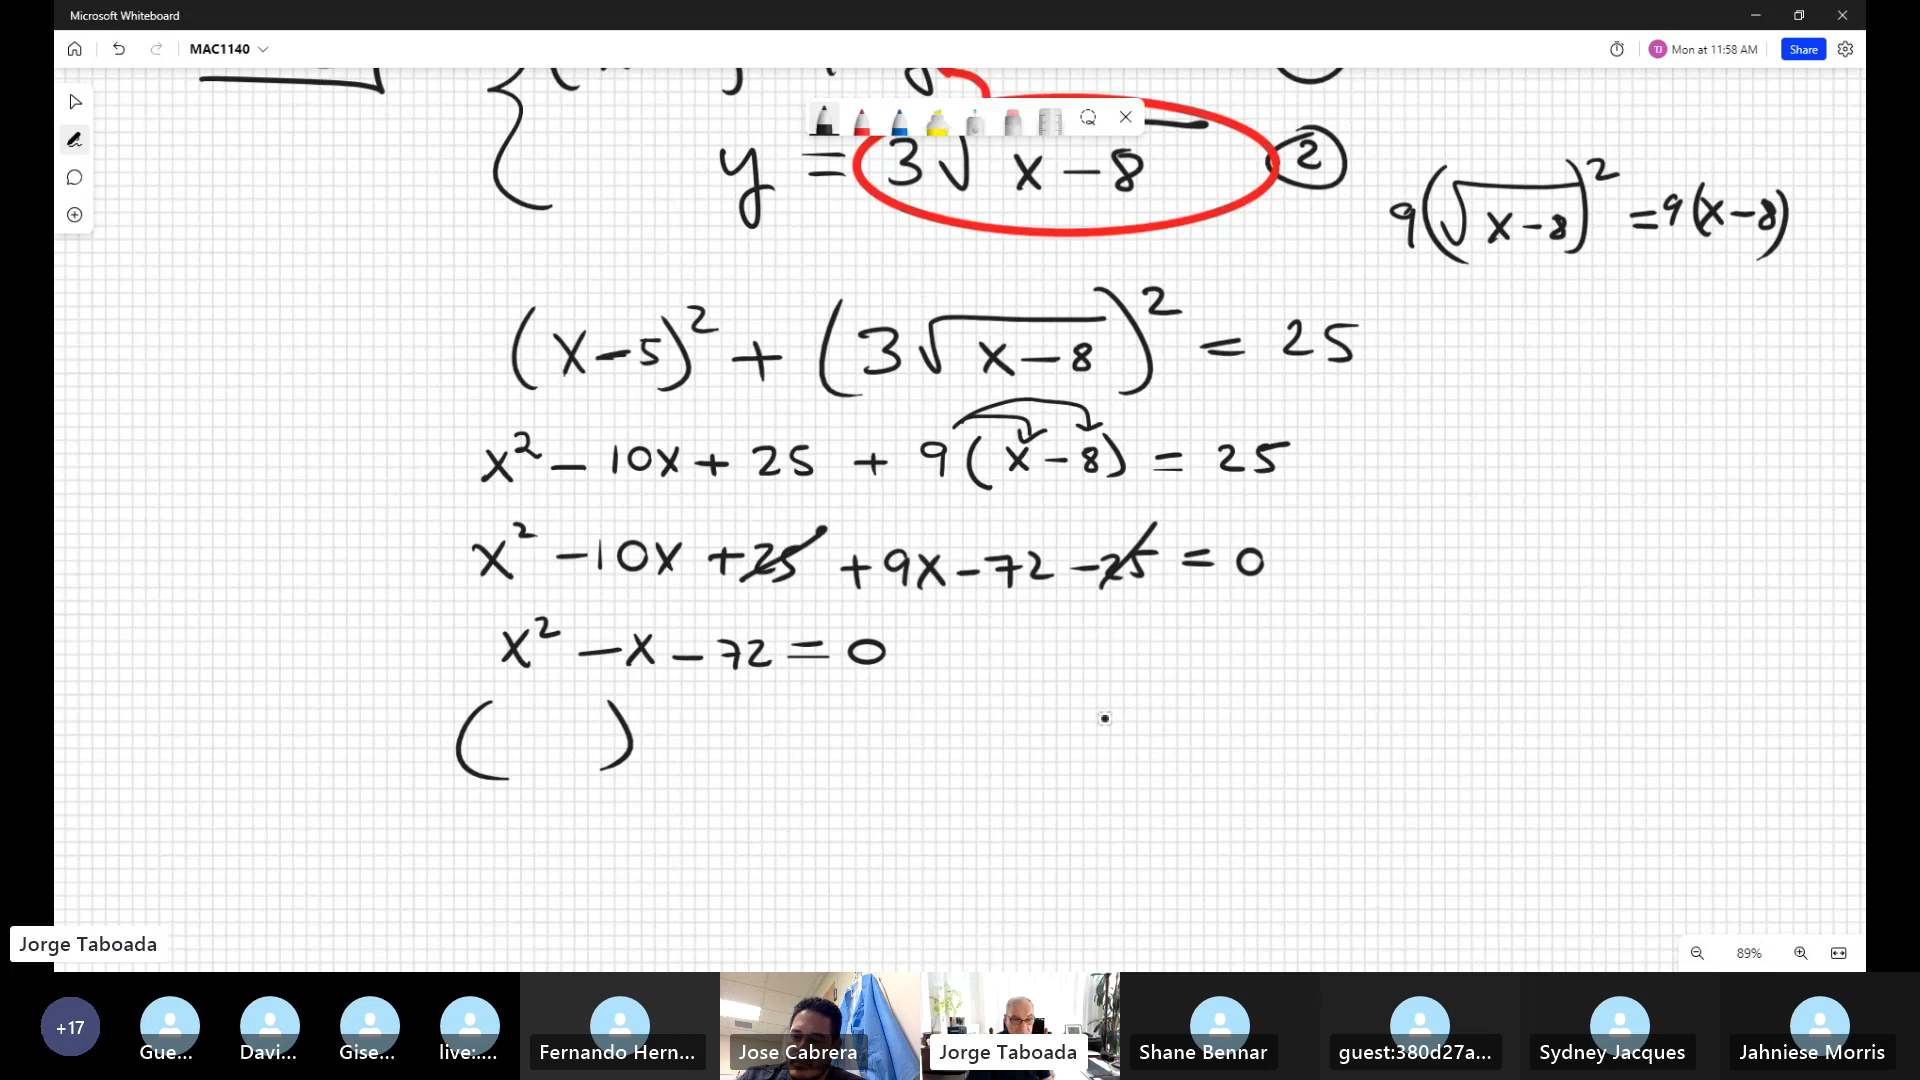 Microsoft Whiteboard
MAC1140
Mon at 11:58 AM
Share
TJ
y = 3√x-8 ②
9(√x-8)² = 9(x-8)
(x-5)² + (3√x-8)² = 25
x² - 10x + 25 + 9(x-8) = 25
x² - 10x + 25 + 9x - 72 - 25 = 0
x² - x - 72 = 0
( )
Jorge Taboada
89%
+17
Gue...
Davi...
Gise...
live:....
Fernando Hern...
Jose Cabrera
Jorge Taboada
Shane Bennar
guest:380d27a...
Sydney Jacques
Jahniese Morris